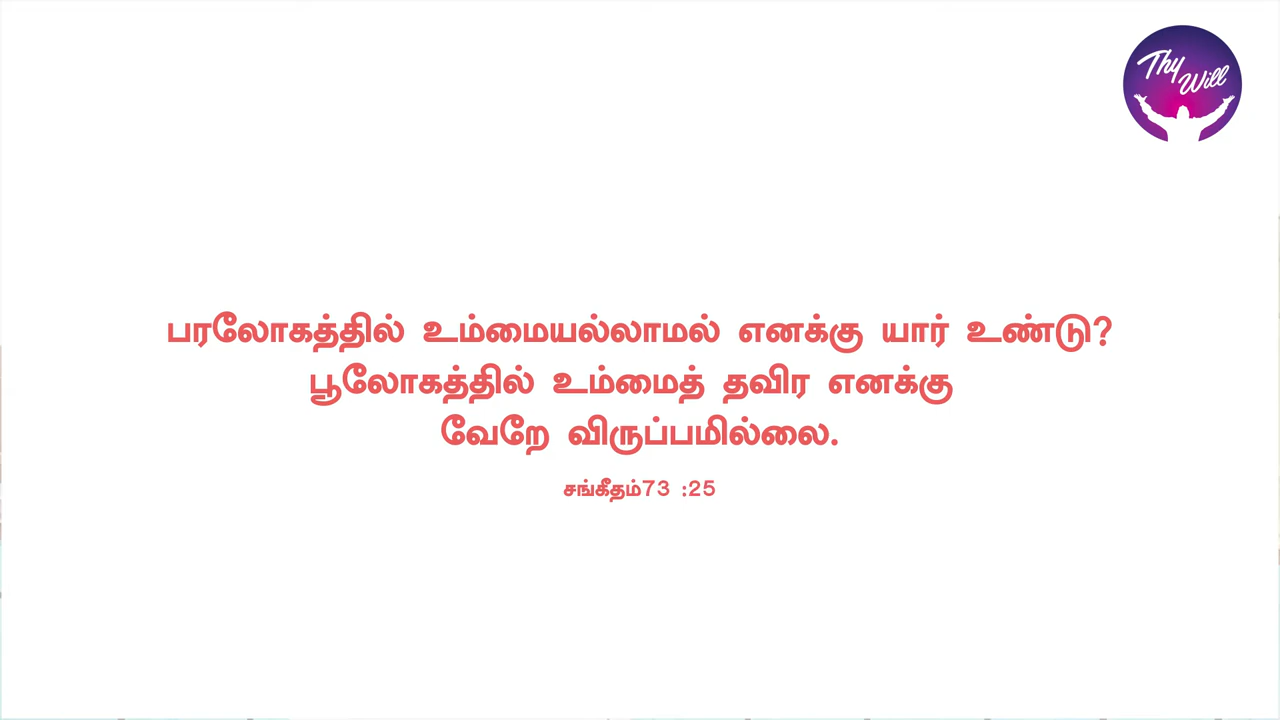 Thy
Will
பரலோகத்தில் உம்மையல்லாமல் எனக்கு யார் உண்டு?
பூலோகத்தில் உம்மைத் தவிர எனக்கு
வேறே விருப்பமில்லை.
சங்கீதம்73 :25